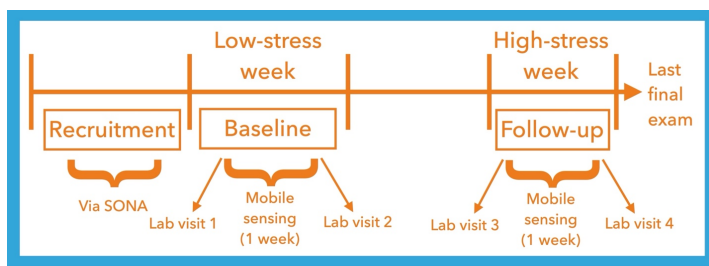 Low-stress
week
High-stress
week
Last
final
exam
Recruitment
Baseline
Follow-up
Via SONA
Lab visit 1
Mobile
sensing
(1 week)
Lab visit 2
Lab visit 3
Mobile
sensing
(1 week)
Lab visit 4